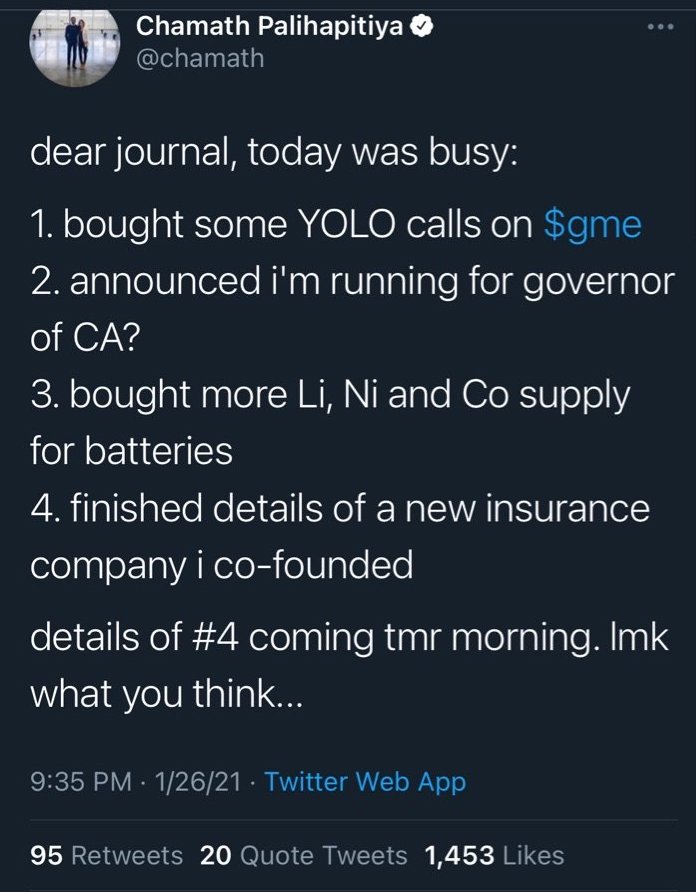 Chamath Palihapitiya
@chamath
dear journal, today was busy:
1. bought some YOLO calls on $gme
2. announced i'm running for governor
of CA?
3. bought more Li, Ni and Co supply
for batteries
4. finished details of a new insurance
company i co-founded
details of #4 coming tmr morning. lmk
what you think...
9:35 PM · 1/26/21 · Twitter Web App
95 Retweets 20 Quote Tweets 1,453 Likes